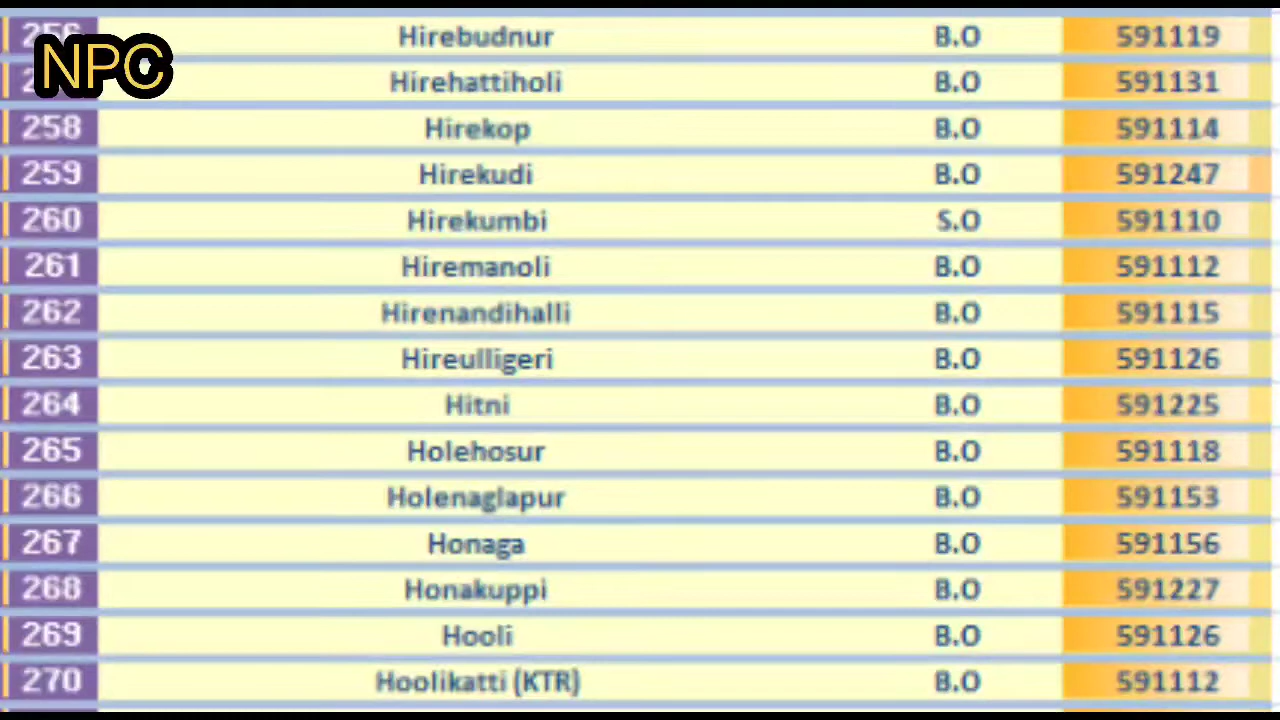 256 Hirebudnur B.O 591119
NPC
Hirehattiholi B.O 591131
258 Hirekop B.O 591114
259 Hirekudi B.O 591247
260 Hirekumbi S.O 591110
261 Hiremanoli B.O 591112
262 Hirenandihalli B.O 591115
263 Hireulligeri B.O 591126
264 Hitni B.O 591225
265 Holehosur B.O 591118
266 Holenaglapur B.O 591153
267 Honaga B.O 591156
268 Honakuppi B.O 591227
269 Hooli B.O 591126
270 Hoolikatti (KTR) B.O 591112